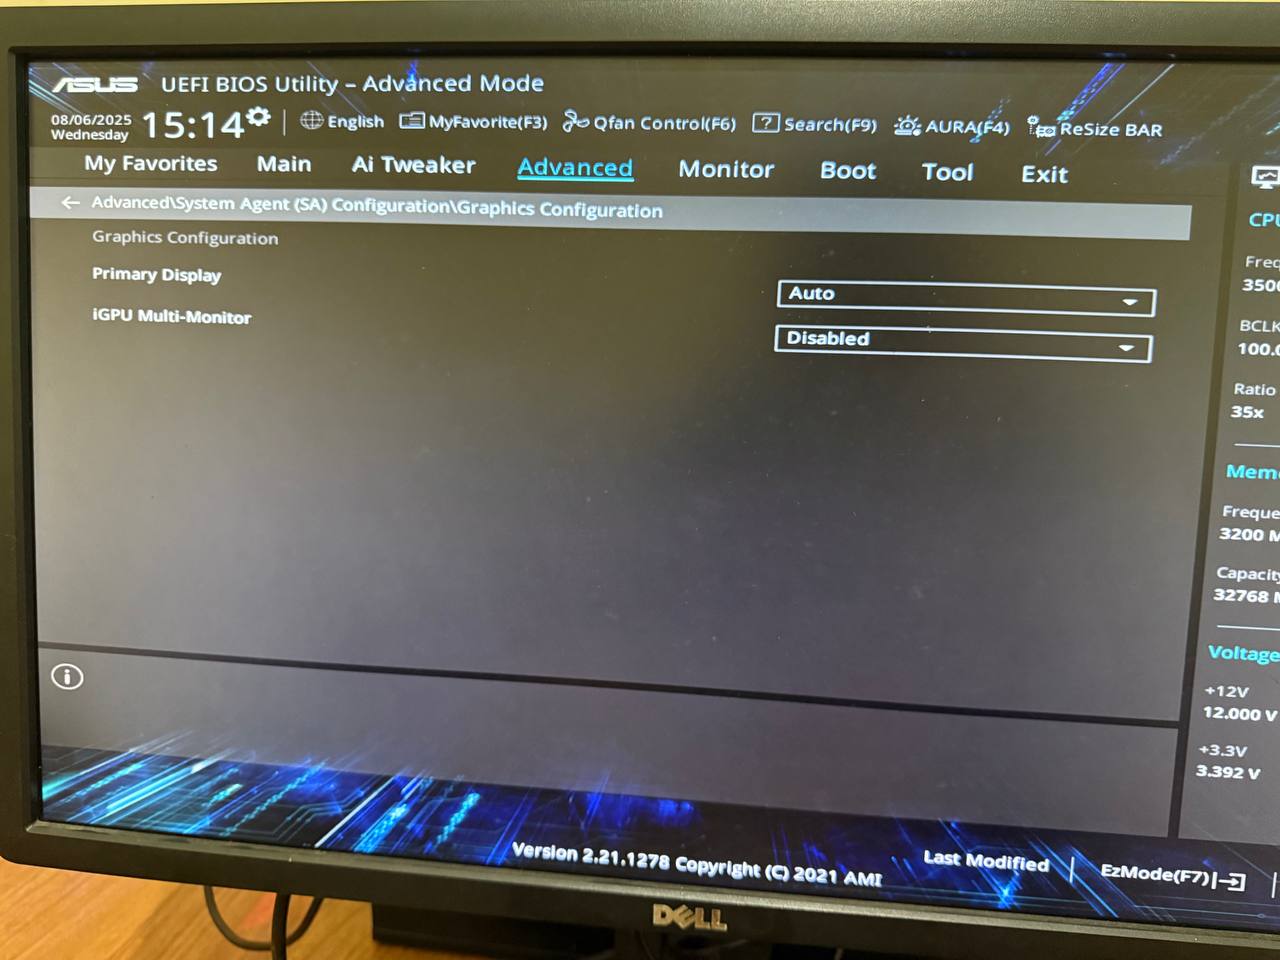 ASUS UEFI BIOS Utility – Advanced Mode
08/06/2025
Wednesday
15:14
English
MyFavorite(F3)
Qfan Control(F6)
? Search(F9)
AURA(F4)
ReSize BAR
My Favorites Main Ai Tweaker Advanced Monitor Boot Tool Exit
← Advanced\System Agent (SA) Configuration\Graphics Configuration
Graphics Configuration
Primary Display
Auto
iGPU Multi-Monitor
Disabled
i
CPU
Freq
350
BCLK
100.
Ratio
35x
Mem
Freque
3200 M
Capacity
32768 M
Voltage
+12V
12.000 V
+3.3V
3.392 V
Version 2.21.1278 Copyright (C) 2021 AMI
Last Modified
EzMode(F7)
DELL